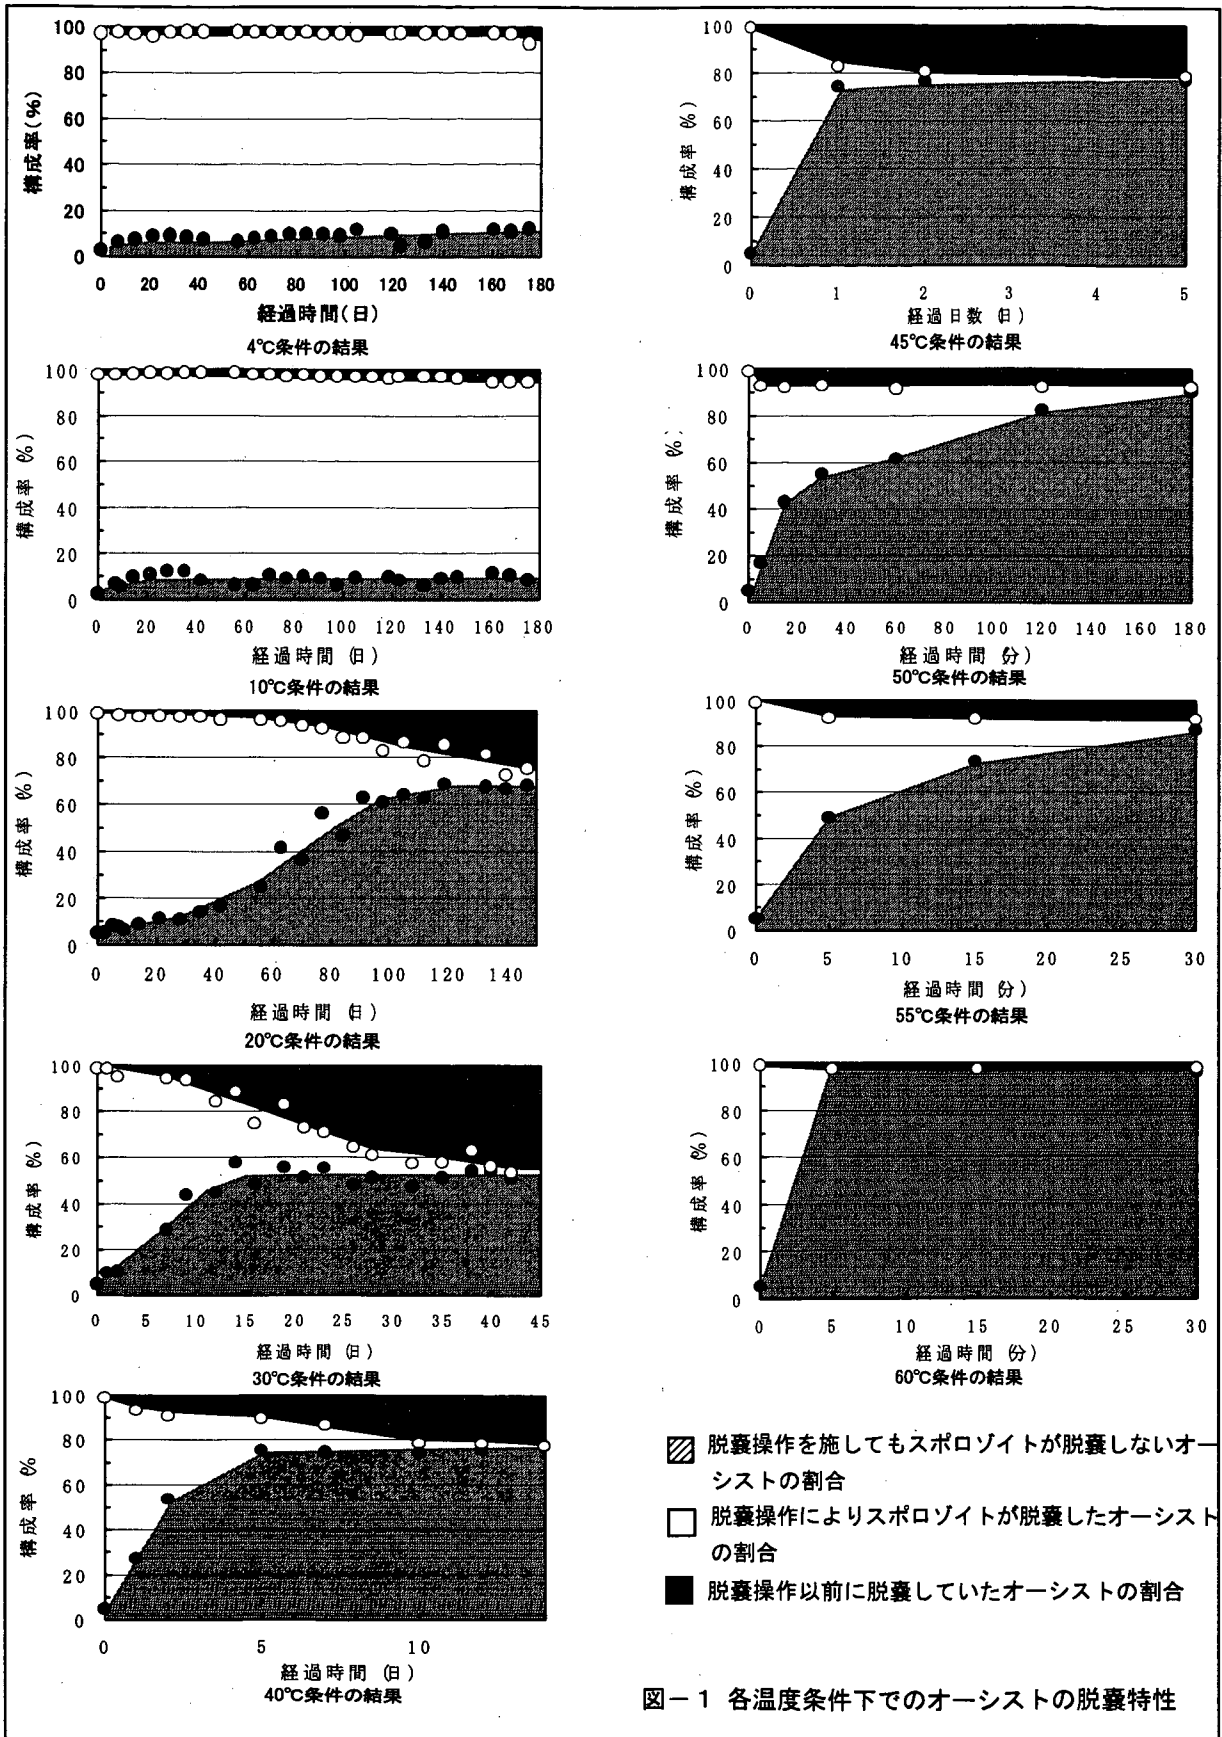 100
80
60
40
20
0
構成率(%)
0 20 40 60 80 100 120 140 160 180
経過時間(日)
4℃条件の結果
100
80
60
40
20
0
構成率 (%)
0 20 40 60 80 100 120 140 160 180
経過時間 (日)
10℃条件の結果
100
80
60
40
20
0
構成率 (%)
0 20 40 60 80 100 120 140
経過時間 (日)
20℃条件の結果
100
80
60
40
20
0
構成率 (%)
0 5 10 15 20 25 30 35 40 45
経過時間 (日)
30℃条件の結果
100
80
60
40
20
0
構成率 %
0 5 10
経過時間 (日)
40℃条件の結果
100
80
60
40
20
0
構成率 (%)
0 1 2 3 4 5
経過日数 (日)
45℃条件の結果
100
80
60
40
20
0
構成率 (%)
0 20 40 60 80 100 120 140 160 180
経過時間 (分)
50℃条件の結果
100
80
60
40
20
0
構成率 (%)
0 5 10 15 20 25 30
経過時間 (分)
55℃条件の結果
100
80
60
40
20
0
構成率 (%)
0 5 10 15 20 25 30
経過時間 (分)
60℃条件の結果
脱嚢操作を施してもスポロゾイトが脱嚢しないオー
シストの割合
脱嚢操作によりスポロゾイトが脱嚢したオーシスト
の割合
脱嚢操作以前に脱嚢していたオーシストの割合
図－1 各温度条件下でのオーシストの脱嚢特性